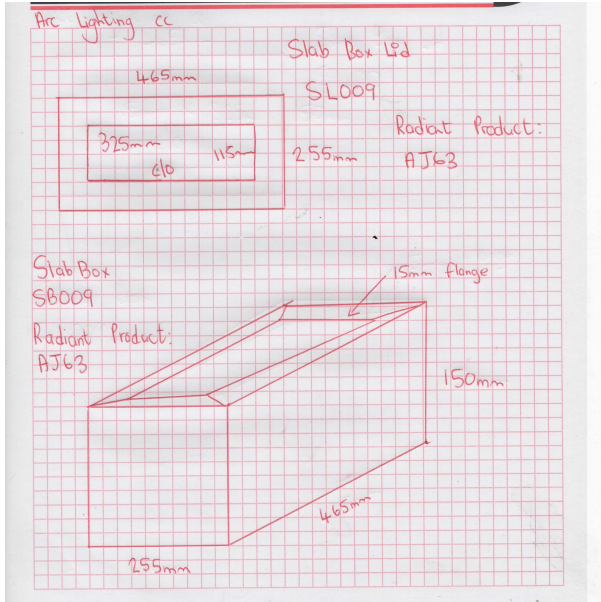 Arc Lighting cc
Slab Box Lid
SL009
Radiant Product:
AJ63
465mm
325mm
115mm
c/o
255mm
Slab Box
SB009
Radiant Product:
AJ63
15mm flange
150mm
465mm
255mm